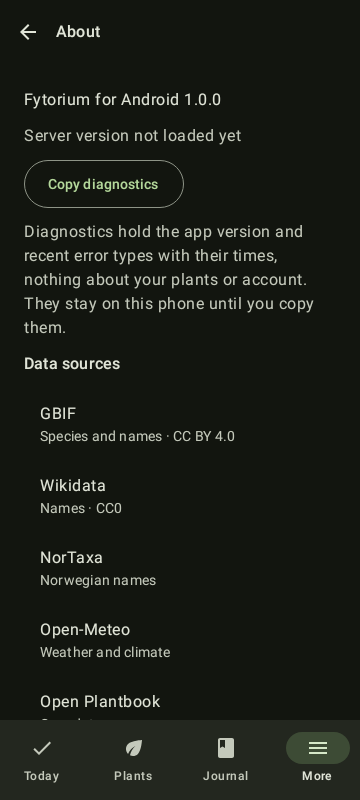 About
Fytorium for Android 1.0.0
Server version not loaded yet
Copy diagnostics
Diagnostics hold the app version and
recent error types with their times,
nothing about your plants or account.
They stay on this phone until you copy
them.
Data sources
GBIF
Species and names · CC BY 4.0
Wikidata
Names · CC0
NorTaxa
Norwegian names
Open-Meteo
Weather and climate
Open Plantbook
Today
Plants
Journal
More